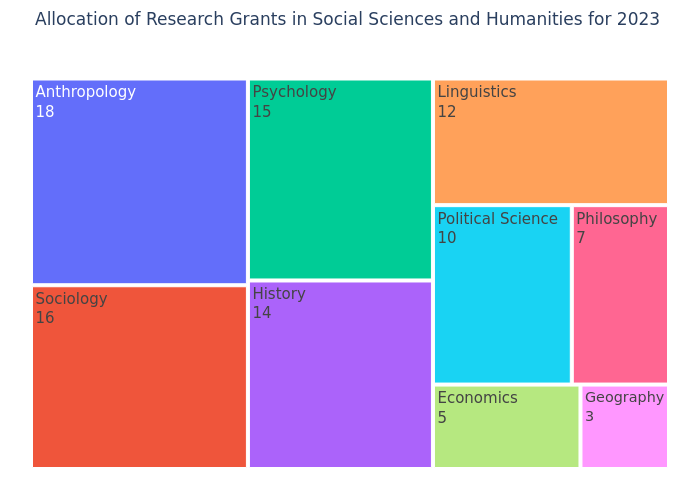 Allocation of Research Grants in Social Sciences and Humanities for 2023
Anthropology
18
Psychology
15
Linguistics
12
Political Science
10
Philosophy
7
Sociology
16
History
14
Economics
5
Geography
3